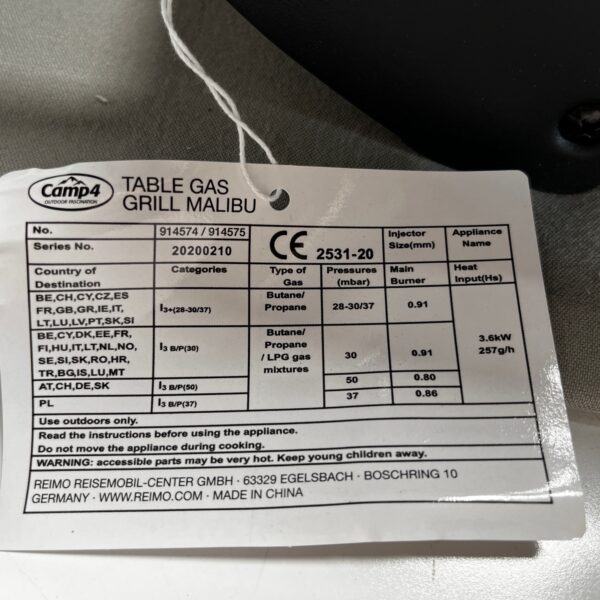 Camp4
OUTDOOR FASCINATION
TABLE GAS
GRILL MALIBU
No. 914574 / 914575 CE 2531-20 Injector Size(mm) Appliance Name
Series No. 20200210
Country of Destination Categories Type of Gas Pressures (mbar) Main Burner Heat Input(Hs)
BE,CH,CY,CZ,ES
FR,GB,GR,IE,IT,
LT,LU,LV,PT,SK,SI
I3+(28-30/37) Butane/ Propane 28-30/37 0.91
BE,CY,DK,EE,FR,
FI,HU,IT,LT,NL,NO,
SE,SI,SK,RO,HR,
TR,BG,IS,LU,MT
I3 B/P(30) Butane/ Propane / LPG gas mixtures 30 0.91 3.6kW 257g/h
AT,CH,DE,SK I3 B/P(50) 50 0.80
PL I3 B/P(37) 37 0.86
Use outdoors only.
Read the instructions before using the appliance.
Do not move the appliance during cooking.
WARNING: accessible parts may be very hot. Keep young children away.
REIMO REISEMOBIL-CENTER GMBH · 63329 EGELSBACH · BOSCHRING 10
GERMANY · WWW.REIMO.COM · MADE IN CHINA